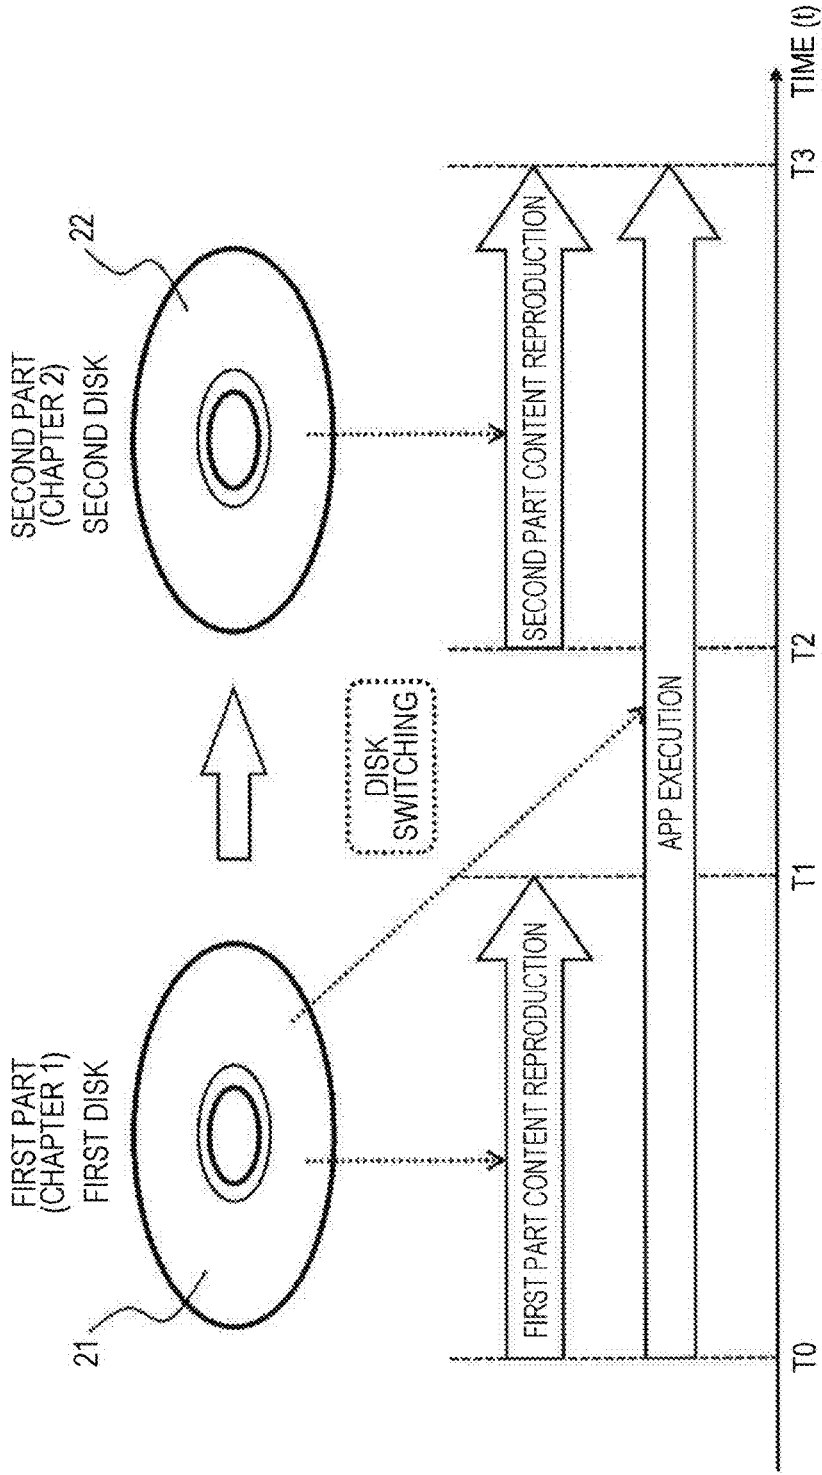 FIRST PART
(CHAPTER 1)
FIRST DISK
21
SECOND PART
(CHAPTER 2)
SECOND DISK
22
DISK
SWITCHING
FIRST PART CONTENT REPRODUCTION
SECOND PART CONTENT REPRODUCTION
APP EXECUTION
T0
T1
T2
T3
TIME (t)